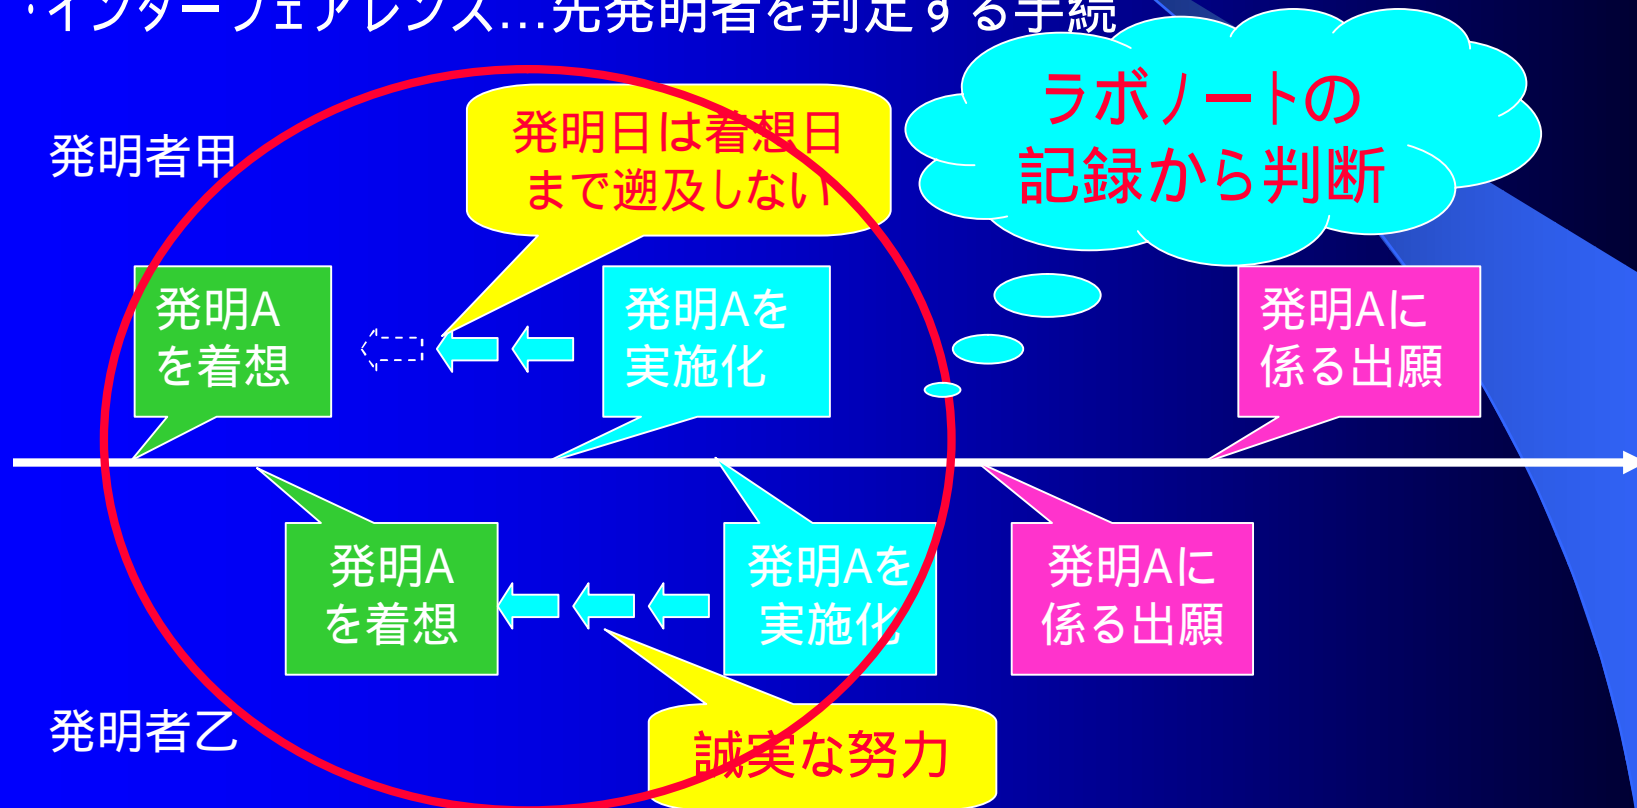 ・インターフェアレンス…先発明者を判定する手続
ラボノートの
記録から判断
発明日は着想日
まで遡及しない
発明者甲
発明A
を着想
発明Aを
実施化
発明Aに
係る出願
発明A
を着想
発明Aを
実施化
発明Aに
係る出願
発明者乙
誠実な努力